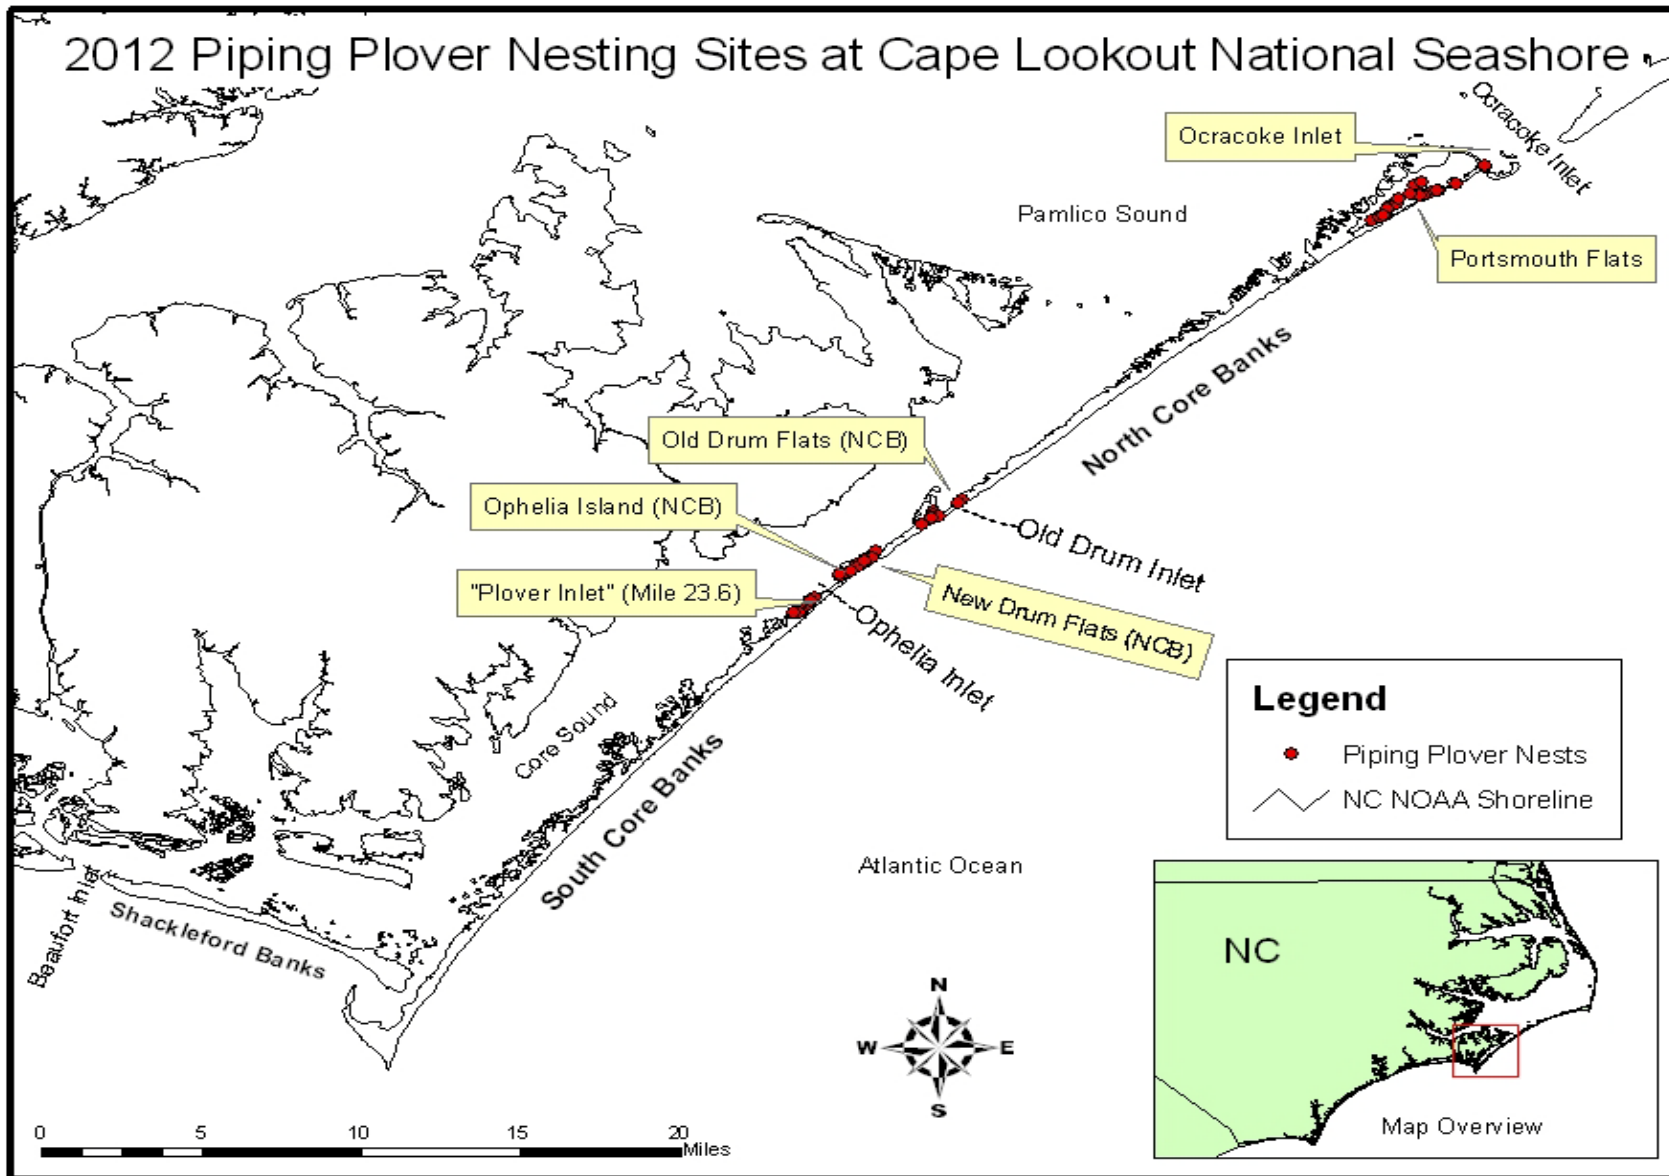 2012 Piping Plover Nesting Sites at Cape Lookout National Seashore
Ocracoke Inlet
Ocracoke Inlet
Pamlico Sound
Portsmouth Flats
North Core Banks
Old Drum Flats (NCB)
Ophelia Island (NCB)
Old Drum Inlet
"Plover Inlet" (Mile 23.6)
New Drum Flats (NCB)
Ophelia Inlet
Core Sound
South Core Banks
Atlantic Ocean
Beaufort Inlet
Shackleford Banks
Legend
Piping Plover Nests
NC NOAA Shoreline
NC
Map Overview
N
W E
S
0 5 10 15 20
Miles